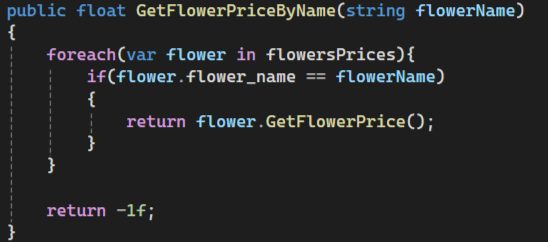 public float GetFlowerPriceByName(string flowerName)
{
    foreach(var flower in flowersPrices){
        if(flower.flower_name == flowerName)
        {
            return flower.GetFlowerPrice();
        }
    }

    return -1f;
}